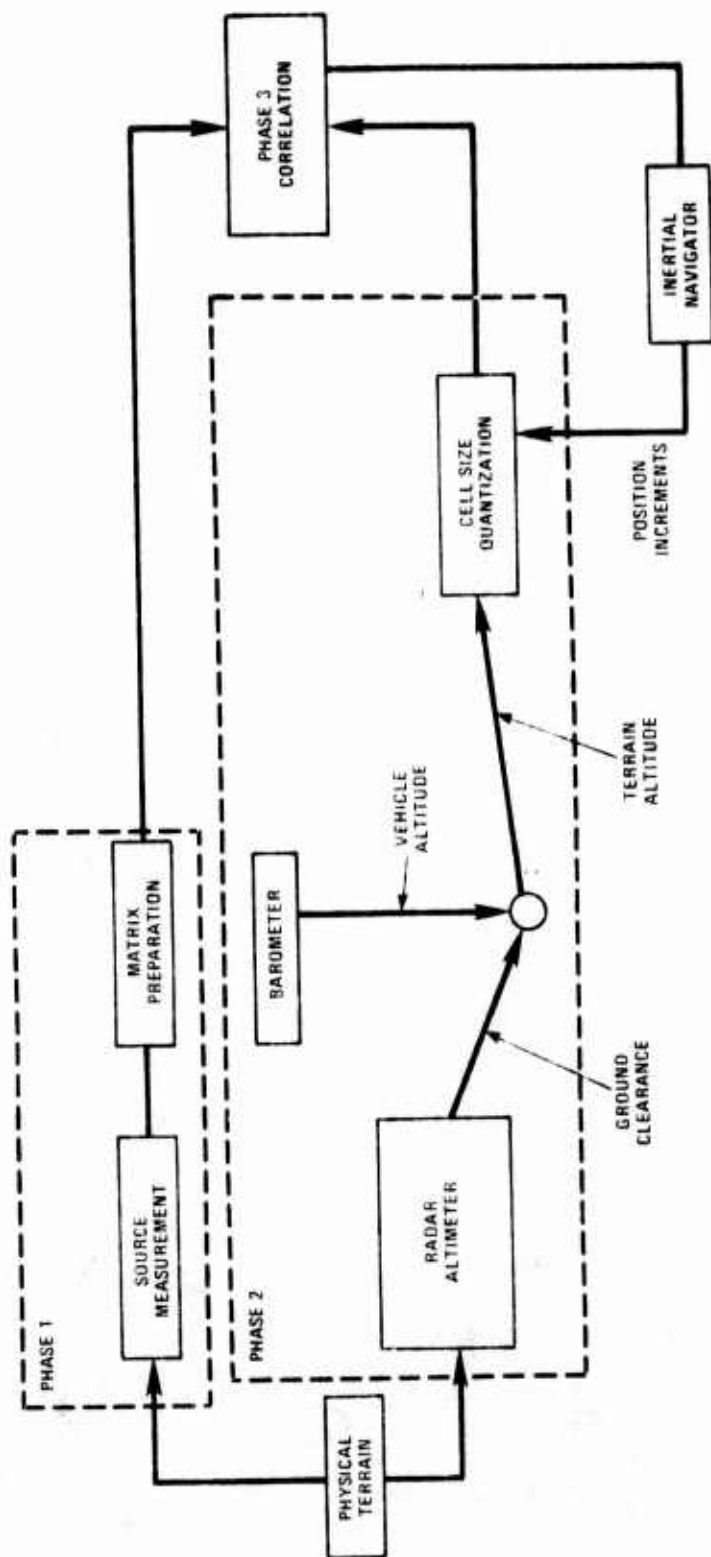 PHYSICAL
TERRAIN
PHASE 1
SOURCE
MEASUREMENT
MATRIX
PREPARATION
PHASE 2
RADAR
ALTIMETER
GROUND
CLEARANCE
BAROMETER
VEHICLE
ALTITUDE
TERRAIN
ALTITUDE
CELL SIZE
QUANTIZATION
POSITION
INCREMENTS
INERTIAL
NAVIGATOR
PHASE 3
CORRELATION